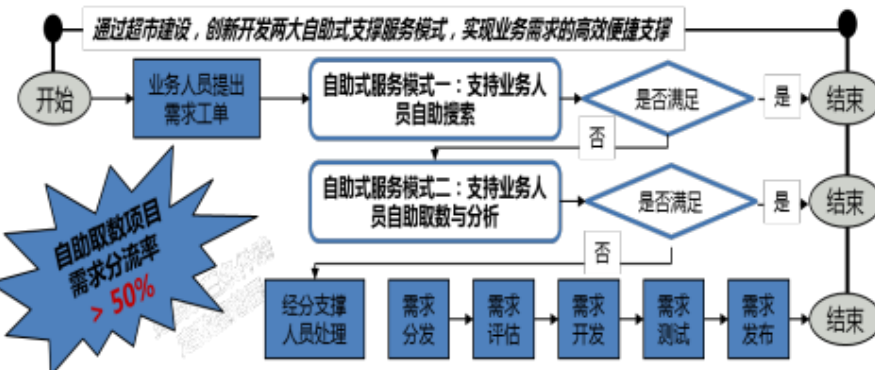 通过超市建设，创新开发两大自助式支撑服务模式，实现业务需求的高效便捷支撑
开始
业务人员提出
需求工单
自助式服务模式一：支持业务人
员自助搜索
是否满足
是
结束
否
自助式服务模式二：支持业务人
员自助取数与分析
是否满足
是
结束
否
自助取数项目
需求分流率
> 50%
经分支撑
人员处理
需求
分发
需求
评估
需求
开发
需求
测试
需求
发布
结束